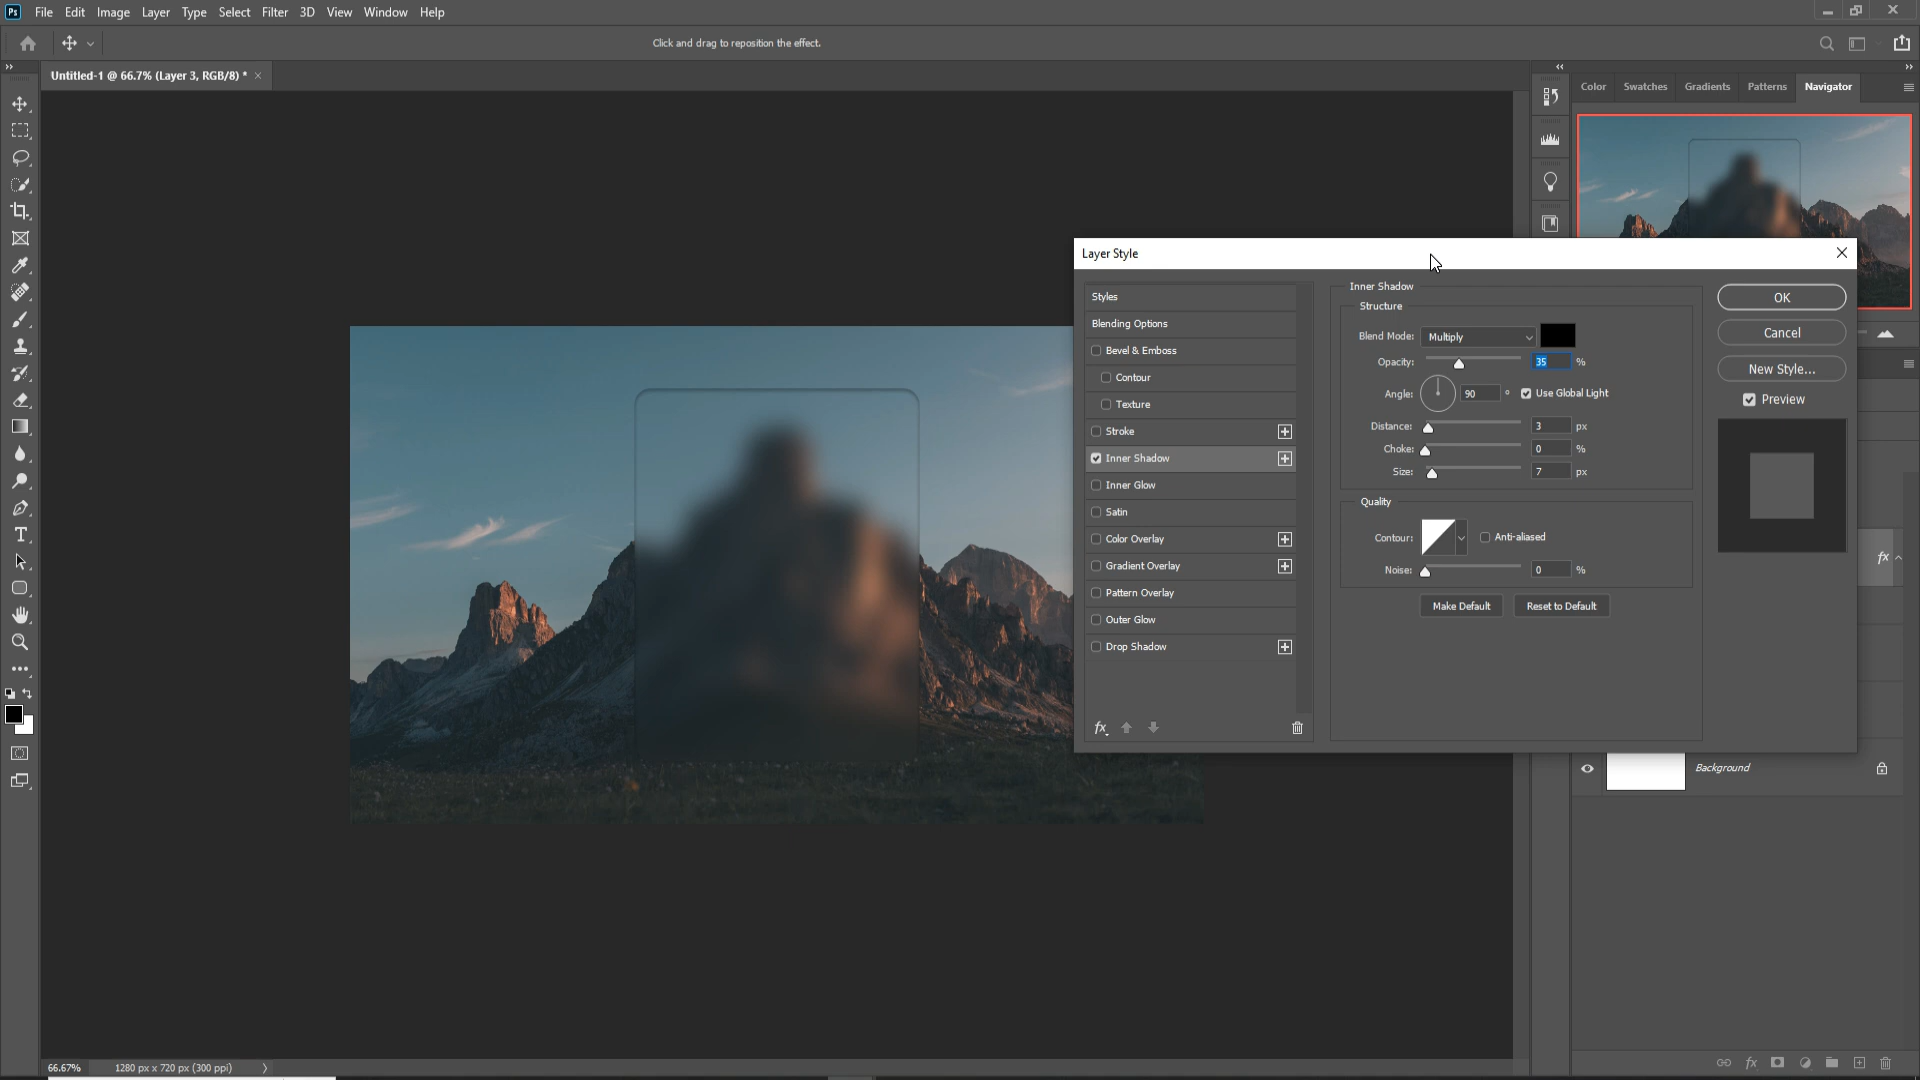 Ps File Edit Image Layer Type Select Filter 3D View Window Help
Click and drag to reposition the effect.
Untitled-1 @ 66.7% (Layer 3, RGB/8) *
Color Swatches Gradients Patterns Navigator
Layer Style
Styles
Blending Options
Bevel & Emboss
Contour
Texture
Stroke
Inner Shadow
Inner Glow
Satin
Color Overlay
Gradient Overlay
Pattern Overlay
Outer Glow
Drop Shadow
fx
Inner Shadow
Structure
Blend Mode: Multiply
Opacity: 35 %
Angle: 90 ° Use Global Light
Distance: 3 px
Choke: 0 %
Size: 7 px
Quality
Contour: Anti-aliased
Noise: 0 %
Make Default Reset to Default
OK
Cancel
New Style...
Preview
fx
Background
66.67% 1280 px x 720 px (300 ppi)
fx